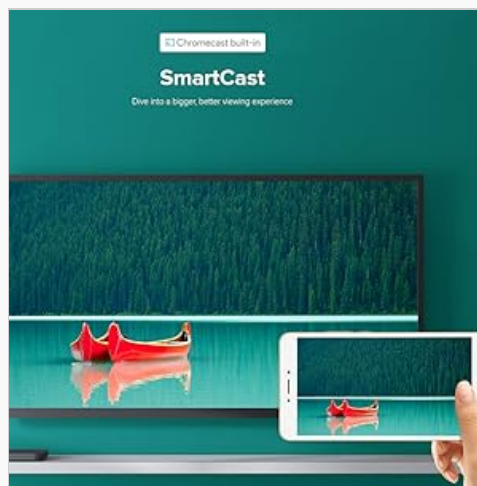 Chromecast built-in
SmartCast
Dive into a bigger, better viewing experience